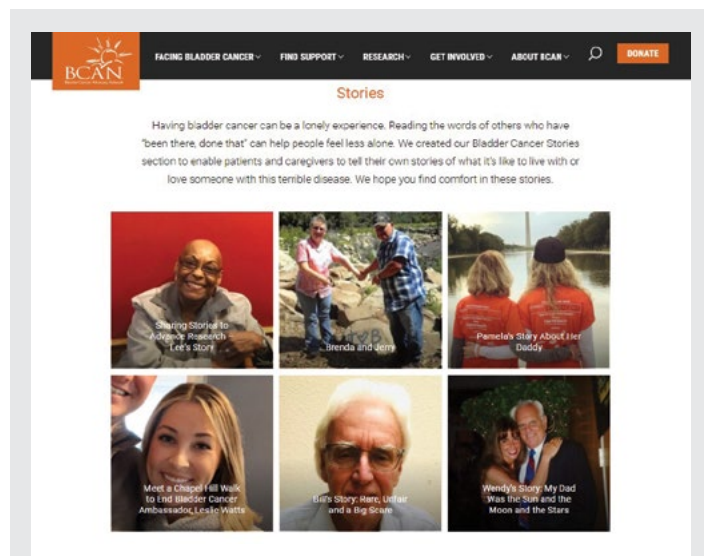 BCAN
FACING BLADDER CANCER
FIND SUPPORT
RESEARCH
GET INVOLVED
ABOUT BCAN
DONATE
Stories
Having bladder cancer can be a lonely experience. Reading the words of others who have
"been there, done that" can help people feel less alone. We created our Bladder Cancer Stories
section to enable patients and caregivers to tell their own stories of what it's like to live with or
love someone with this terrible disease. We hope you find comfort in these stories.
Sharing Stories to
Advance Research –
Lee's Story
Brenda and Jerry
Pamela's Story About Her
Daddy
Meet a Chapel Hill Walk
to End Bladder Cancer
Ambassador, Leslie Watts
Bill's Story: Rare, Unfair
and a Big Scare
Wendy's Story: My Dad
Was the Sun and the
Moon and the Stars